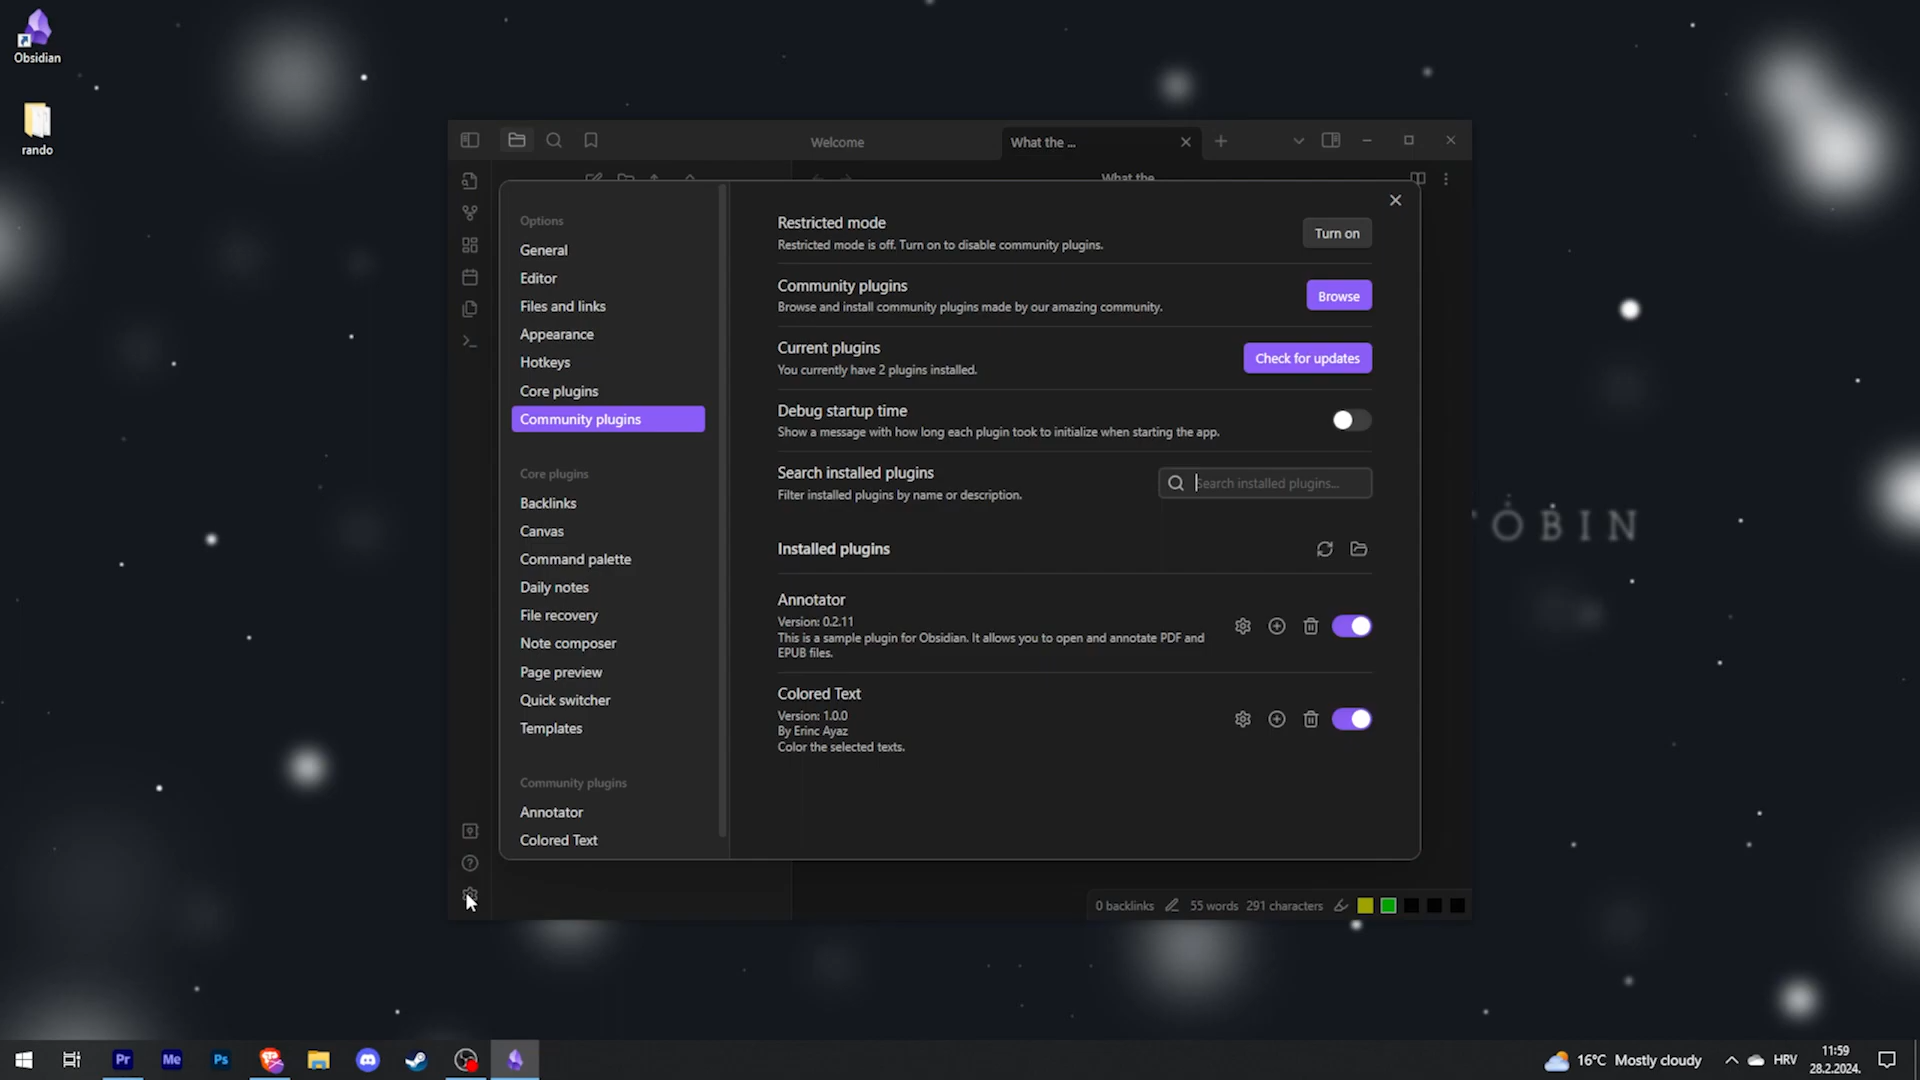 Obsidian
rando
Welcome
What the ...
What the
Options
General
Editor
Files and links
Appearance
Hotkeys
Core plugins
Community plugins
Core plugins
Backlinks
Canvas
Command palette
Daily notes
File recovery
Note composer
Page preview
Quick switcher
Templates
Community plugins
Annotator
Colored Text
Restricted mode
Restricted mode is off. Turn on to disable community plugins.
Turn on
Community plugins
Browse and install community plugins made by our amazing community.
Browse
Current plugins
You currently have 2 plugins installed.
Check for updates
Debug startup time
Show a message with how long each plugin took to initialize when starting the app.
Search installed plugins
Filter installed plugins by name or description.
Search installed plugins...
Installed plugins
Annotator
Version: 0.2.11
This is a sample plugin for Obsidian. It allows you to open and annotate PDF and
EPUB files.
Colored Text
Version: 1.0.0
By Erinc Ayaz
Color the selected texts.
0 backlinks 55 words 291 characters
Pr Me Ps
16°C Mostly cloudy
HRV
11:59
28.2.2024.